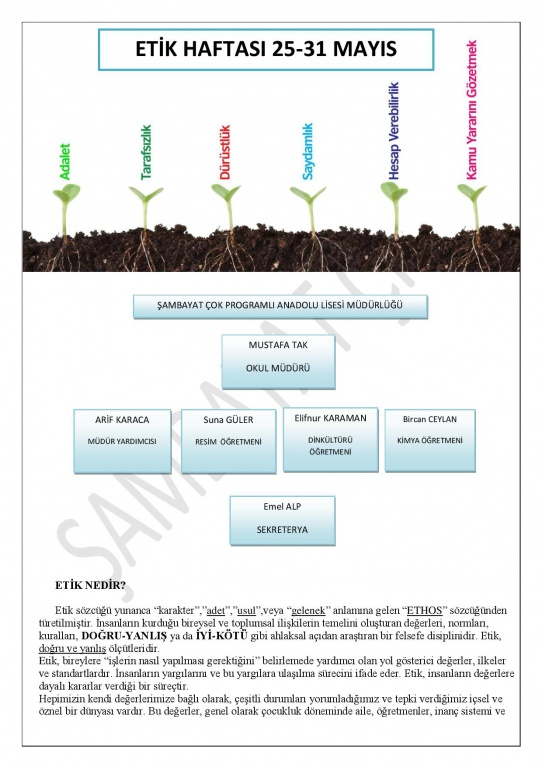 ETİK HAFTASI 25-31 MAYIS
Adalet
Tarafsızlık
Dürüstlük
Saydamlık
Hesap Verebilirlik
Kamu Yararını Gözetmek
ŞAMBAYAT ÇOK PROGRAMLI ANADOLU LİSESİ MÜDÜRLÜĞÜ
MUSTAFA TAK
OKUL MÜDÜRÜ
ARİF KARACA
MÜDÜR YARDIMCISI
Suna GÜLER
RESİM ÖĞRETMENİ
Elifnur KARAMAN
DİNKÜLTÜRÜ
ÖĞRETMENİ
Bircan CEYLAN
KİMYA ÖĞRETMENİ
Emel ALP
SEKRETERYA
ETİK NEDİR?
Etik sözcüğü yunanca “karakter”,”adet”,”usul”,veya “gelenek” anlamına gelen “ETHOS” sözcüğünden
türetilmiştir. İnsanların kurduğu bireysel ve toplumsal ilişkilerin temelini oluşturan değerleri, normları,
kuralları, DOĞRU-YANLIŞ ya da İYİ-KÖTÜ gibi ahlaksal açıdan araştıran bir felsefe disiplinidir. Etik,
doğru ve yanlış ölçütleridir.
Etik, bireylere “işlerin nasıl yapılması gerektiğini” belirlemede yardımcı olan yol gösterici değerler, ilkeler
ve standartlardır. İnsanların yargılarını ve bu yargılara ulaşılma sürecini ifade eder. Etik, insanların değerlere
dayalı kararlar verdiği bir süreçtir.
Hepimizin kendi değerlerimize bağlı olarak, çeşitli durumları yorumladığımız ve tepki verdiğimiz içsel ve
öznel bir dünyası vardır. Bu değerler, genel olarak çocukluk döneminde aile, öğretmenler, inanç sistemi ve